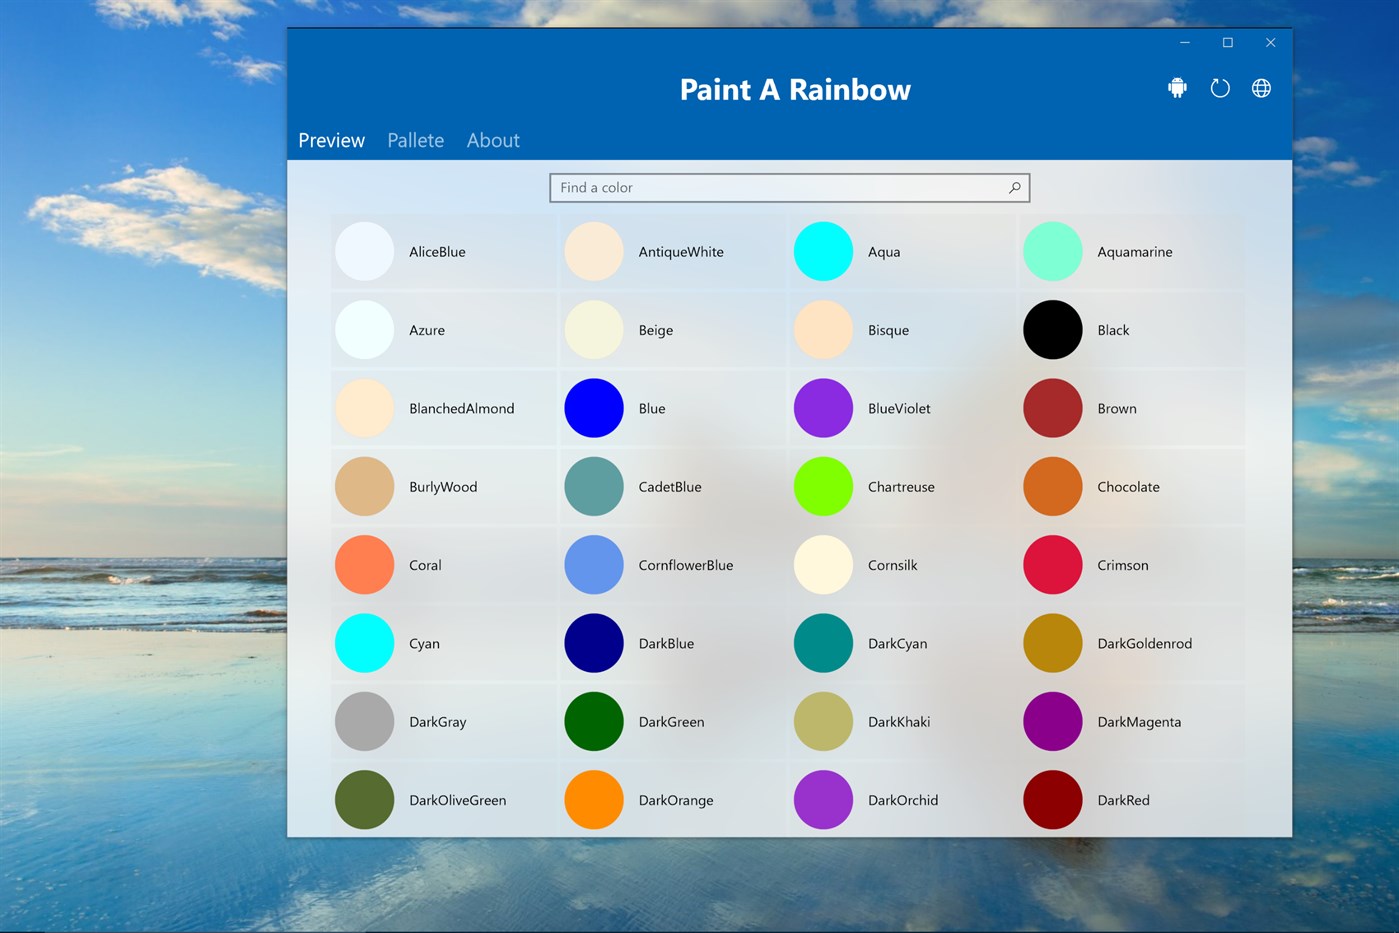 Paint A Rainbow
Preview Pallete About
Find a color
AliceBlue AntiqueWhite Aqua Aquamarine
Azure Beige Bisque Black
BlanchedAlmond Blue BlueViolet Brown
BurlyWood CadetBlue Chartreuse Chocolate
Coral CornflowerBlue Cornsilk Crimson
Cyan DarkBlue DarkCyan DarkGoldenrod
DarkGray DarkGreen DarkKhaki DarkMagenta
DarkOliveGreen DarkOrange DarkOrchid DarkRed